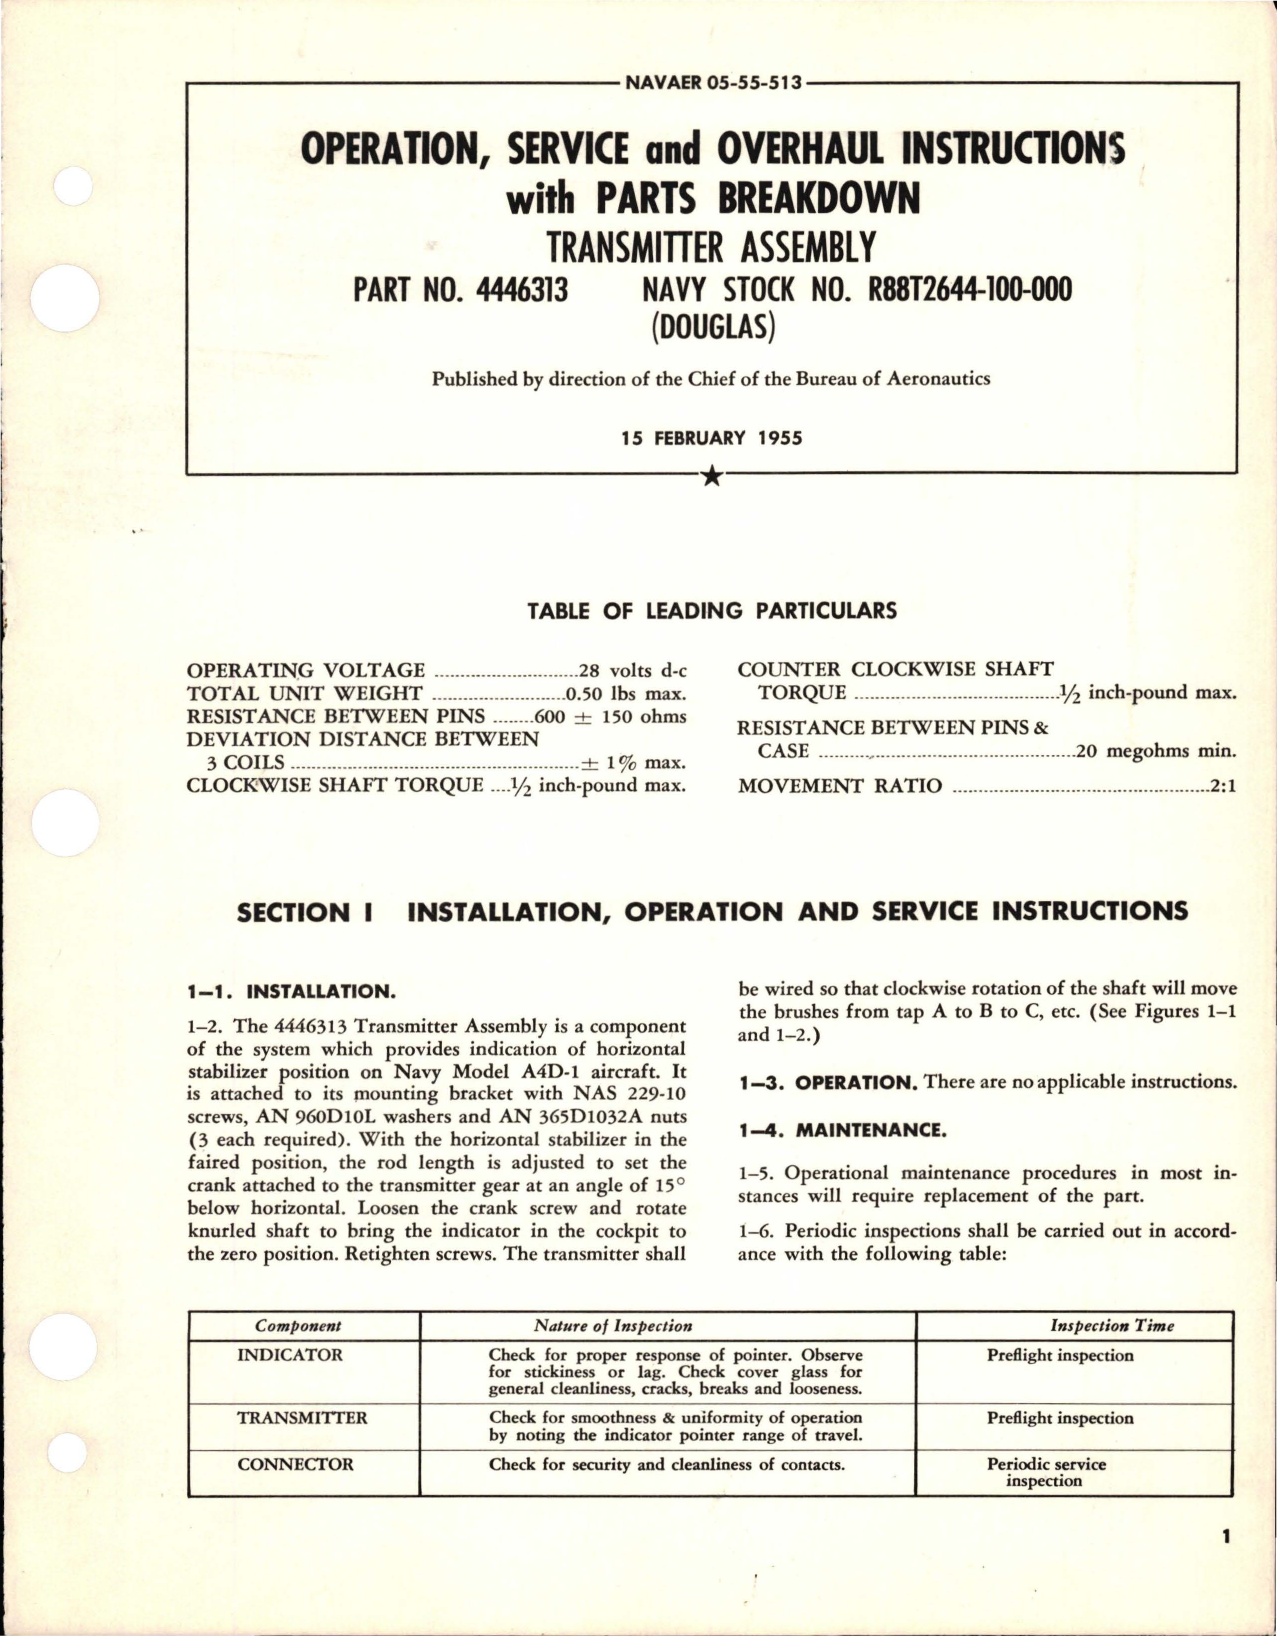 NAVAER 05-55-513
OPERATION, SERVICE and OVERHAUL INSTRUCTIONS
with PARTS BREAKDOWN
TRANSMITTER ASSEMBLY
PART NO. 4446313 NAVY STOCK NO. R88T2644-100-000
(DOUGLAS)
Published by direction of the Chief of the Bureau of Aeronautics
15 FEBRUARY 1955
TABLE OF LEADING PARTICULARS
OPERATING VOLTAGE ............................28 volts d-c
TOTAL UNIT WEIGHT ..........................0.50 lbs max.
RESISTANCE BETWEEN PINS ........600 ± 150 ohms
DEVIATION DISTANCE BETWEEN
3 COILS ........................................................± 1% max.
CLOCKWISE SHAFT TORQUE ....½ inch-pound max.
COUNTER CLOCKWISE SHAFT
TORQUE ........................................½ inch-pound max.
RESISTANCE BETWEEN PINS &
CASE ..................................................20 megohms min.
MOVEMENT RATIO ..................................................2:1
SECTION I INSTALLATION, OPERATION AND SERVICE INSTRUCTIONS
1–1. INSTALLATION.
1–2. The 4446313 Transmitter Assembly is a component
of the system which provides indication of horizontal
stabilizer position on Navy Model A4D-1 aircraft. It
is attached to its mounting bracket with NAS 229-10
screws, AN 960D10L washers and AN 365D1032A nuts
(3 each required). With the horizontal stabilizer in the
faired position, the rod length is adjusted to set the
crank attached to the transmitter gear at an angle of 15°
below horizontal. Loosen the crank screw and rotate
knurled shaft to bring the indicator in the cockpit to
the zero position. Retighten screws. The transmitter shall
be wired so that clockwise rotation of the shaft will move
the brushes from tap A to B to C, etc. (See Figures 1–1
and 1–2.)
1–3. OPERATION. There are no applicable instructions.
1–4. MAINTENANCE.
1–5. Operational maintenance procedures in most in-
stances will require replacement of the part.
1–6. Periodic inspections shall be carried out in accord-
ance with the following table:
Component Nature of Inspection Inspection Time
INDICATOR Check for proper response of pointer. Observe Preflight inspection
for stickiness or lag. Check cover glass for
general cleanliness, cracks, breaks and looseness.
TRANSMITTER Check for smoothness & uniformity of operation Preflight inspection
by noting the indicator pointer range of travel.
CONNECTOR Check for security and cleanliness of contacts. Periodic service
inspection
1